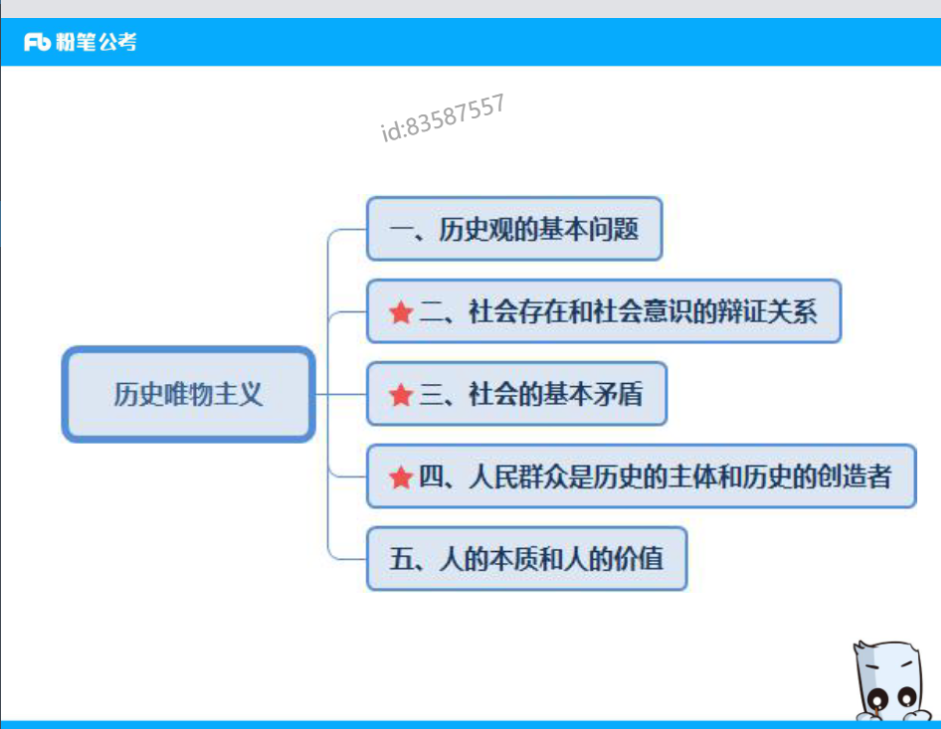 粉笔公考
id:83587557
一、历史观的基本问题
★二、社会存在和社会意识的辩证关系
历史唯物主义
★三、社会的基本矛盾
★四、人民群众是历史的主体和历史的创造者
五、人的本质和人的价值